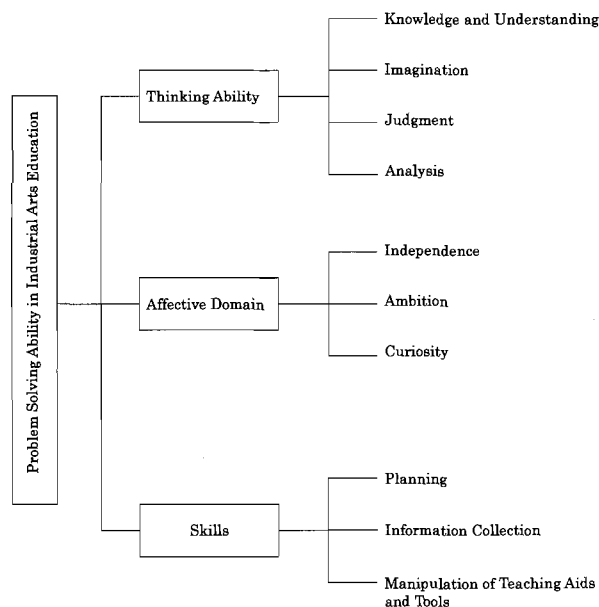 Problem Solving Ability in Industrial Arts Education
Thinking Ability
Knowledge and Understanding
Imagination
Judgment
Analysis
Affective Domain
Independence
Ambition
Curiosity
Skills
Planning
Information Collection
Manipulation of Teaching Aids
and Tools